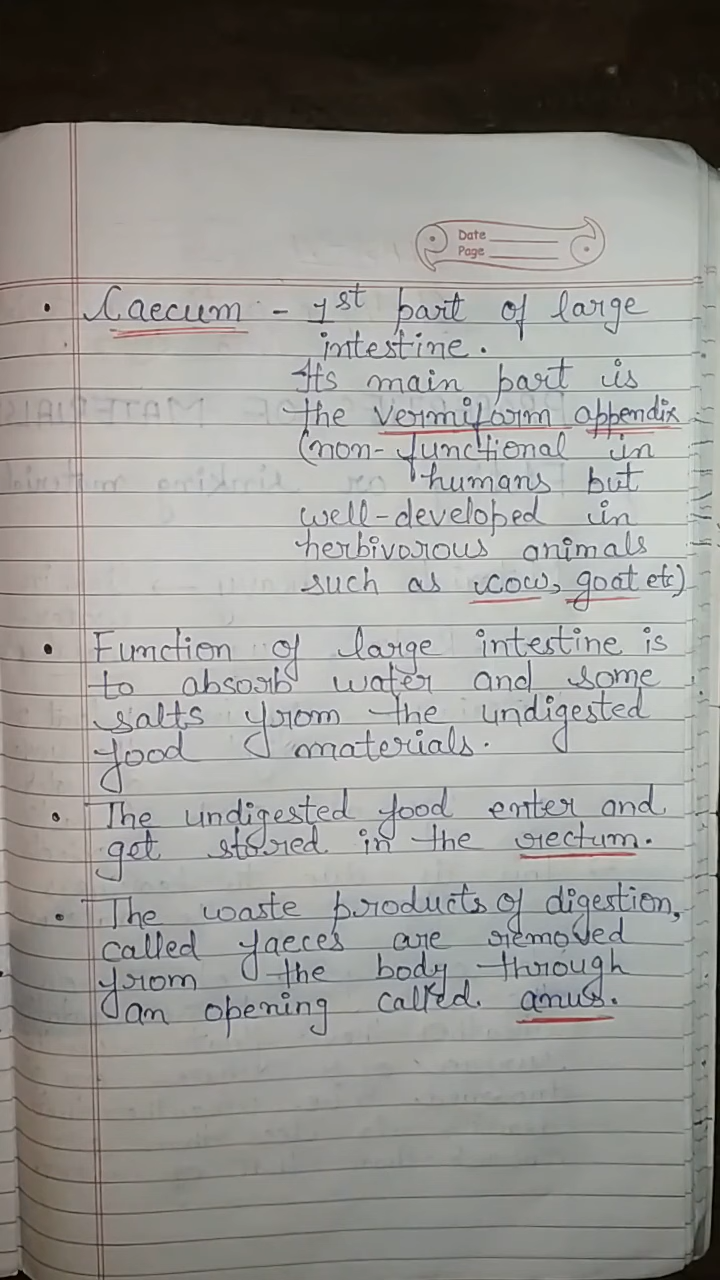 Date
Page
• Caecum - 1st part of large
intestine.
Its main part is
the vermiform appendix
(non-functional in
humans but
well-developed in
herbivorous animals
such as cow, goat etc)
• Function of large intestine is
to absorb water and some
salts from the undigested
food materials.
• The undigested food enter and
get stored in the rectum.
• The waste products of digestion,
called faeces are removed
from the body through
an opening called anus.